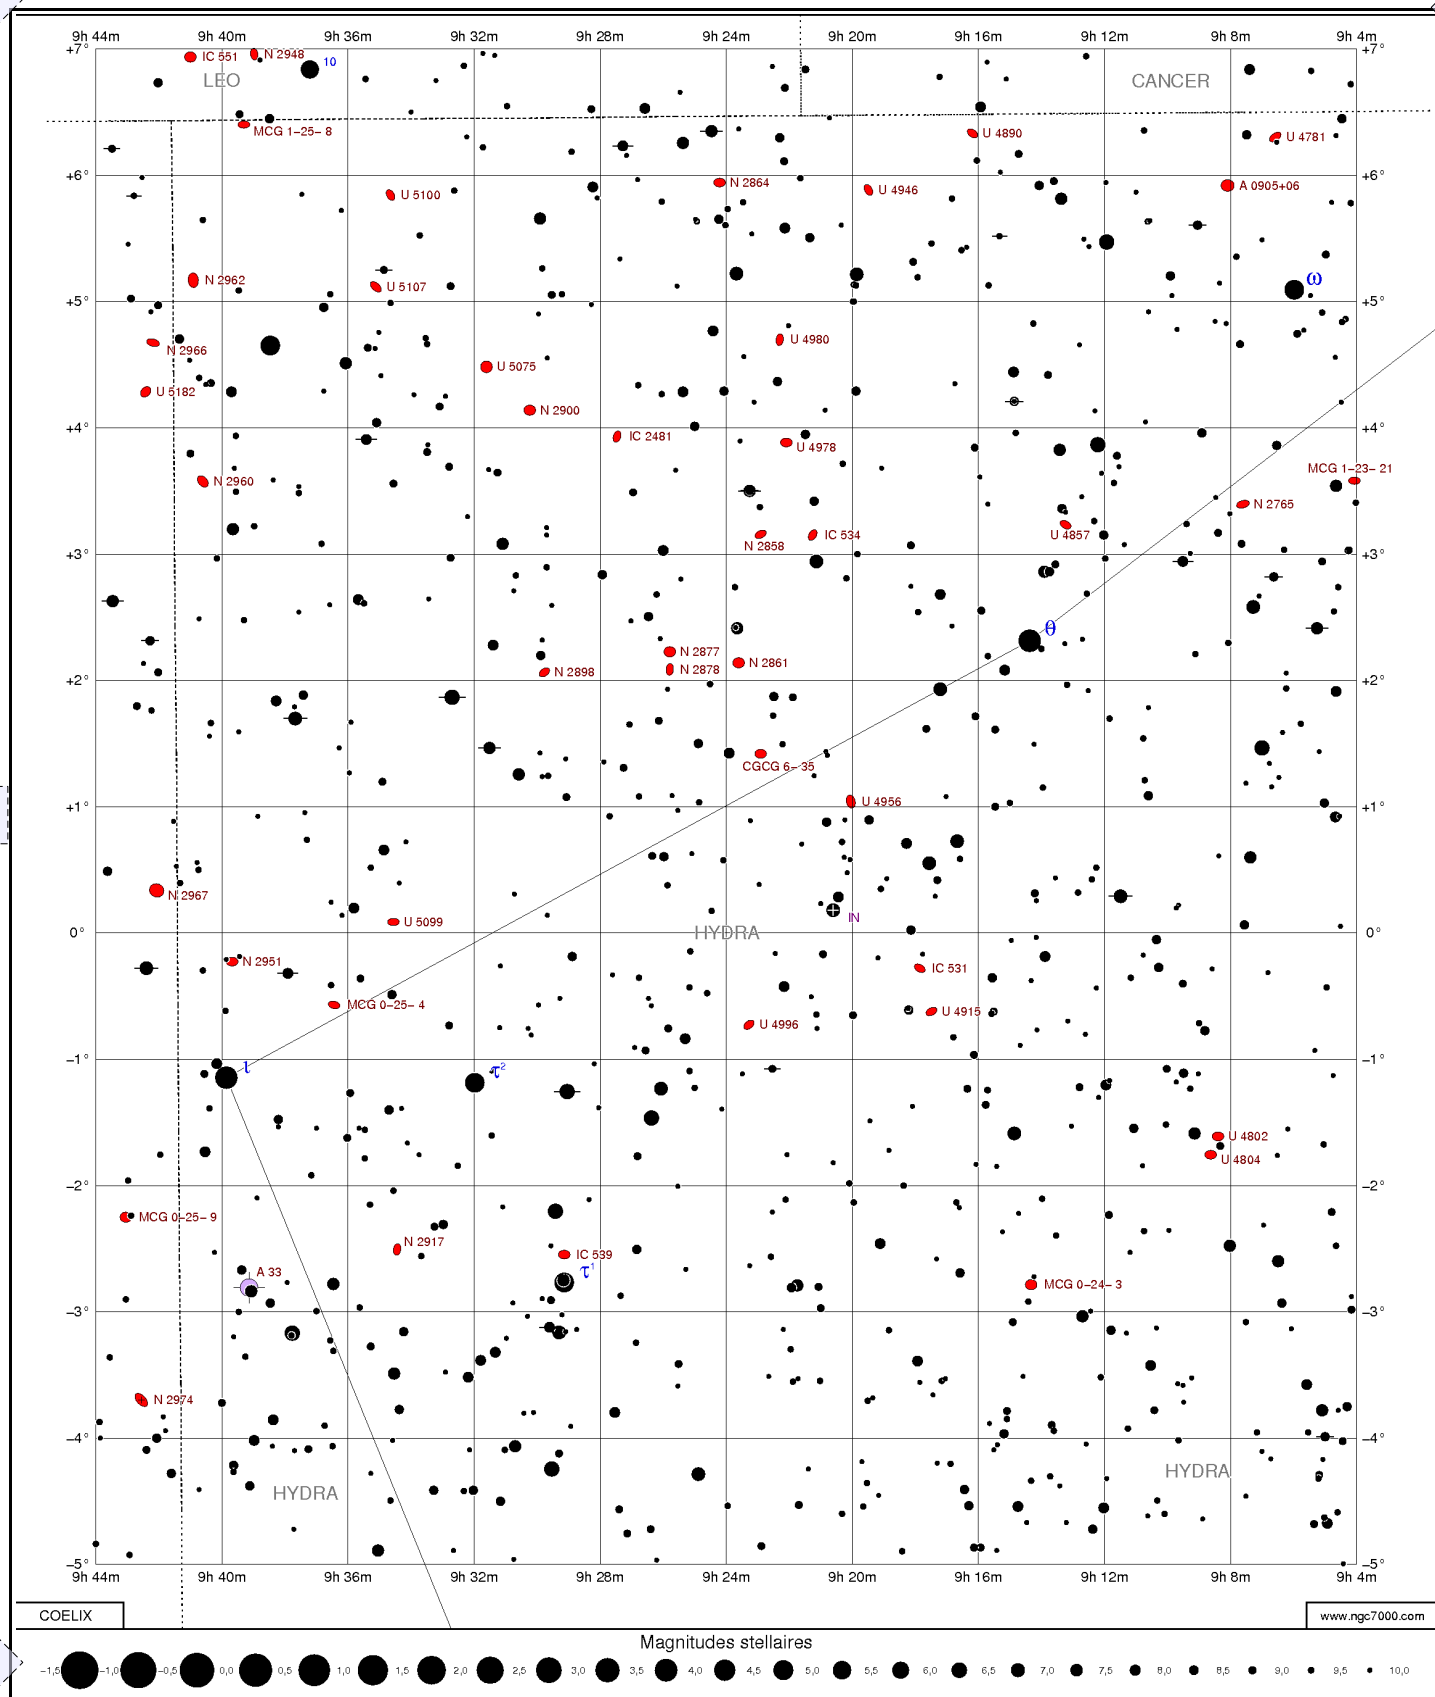 9h 44m 9h 40m 9h 36m 9h 32m 9h 28m 9h 24m 9h 20m 9h 16m 9h 12m 9h 8m 9h 4m
+7° +7°
IC 551 N 2948 10
LEO CANCER
MCG 1-25-8 U 4890 U 4781
+6° N 2864 A 0905+06 +6°
U 5100 U 4946
N 2962 U 5107 ω
+5° +5°
N 2966 U 4980
U 5182 U 5075
N 2900
+4° IC 2481 U 4978 +4°
N 2960 MCG 1-23-21
N 2765
N 2858 IC 534 U 4857
+3° +3°
θ
N 2877
N 2898 N 2878 N 2861
+2° +2°
CGCG 6-35
+1° U 4956 +1°
N 2967
U 5099 IN
0° HYDRA 0°
N 2951 IC 531
MCG 0-25-4 U 4996 U 4915
-1° ι τ2 -1°
U 4802
U 4804
-2° -2°
MCG 0-25-9
N 2917 IC 539
A 33 τ1 MCG 0-24-3
-3° -3°
N 2974
-4° -4°
HYDRA HYDRA
-5° -5°
9h 44m 9h 40m 9h 36m 9h 32m 9h 28m 9h 24m 9h 20m 9h 16m 9h 12m 9h 8m 9h 4m
COELIX www.ngc7000.com
Magnitudes stellaires
-1,5 -1,0 -0,5 0,0 0,5 1,0 1,5 2,0 2,5 3,0 3,5 4,0 4,5 5,0 5,5 6,0 6,5 7,0 7,5 8,0 8,5 9,0 9,5 10,0